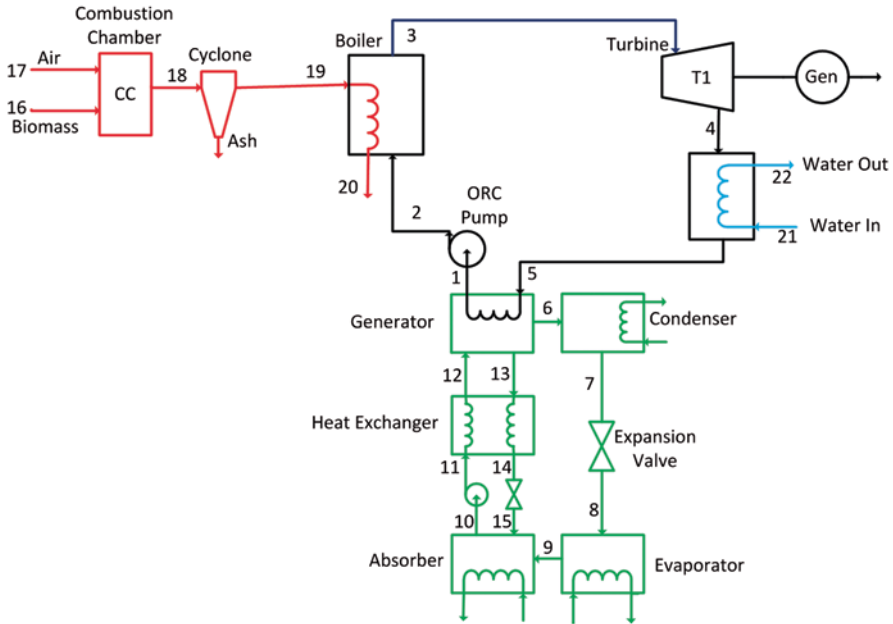 Combustion
Chamber
17
Air
16
Biomass
CC
18
Cyclone
Ash
19
Boiler
3
20
2
ORC
Pump
1
Turbine
T1
Gen
4
22
Water Out
21
Water In
5
Generator
6
Condenser
12
13
7
Heat Exchanger
Expansion
Valve
11
14
10
15
8
Absorber
9
Evaporator